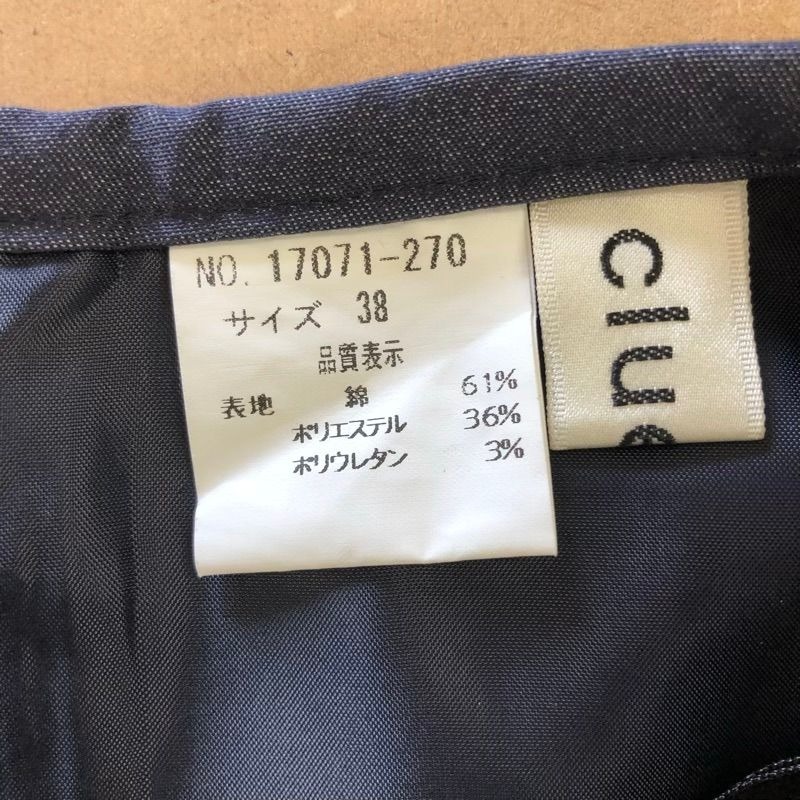 NO. 17071-270
サイズ 38
品質表示
表地 綿 61%
ポリエステル 36%
ポリウレタン 3%
clue